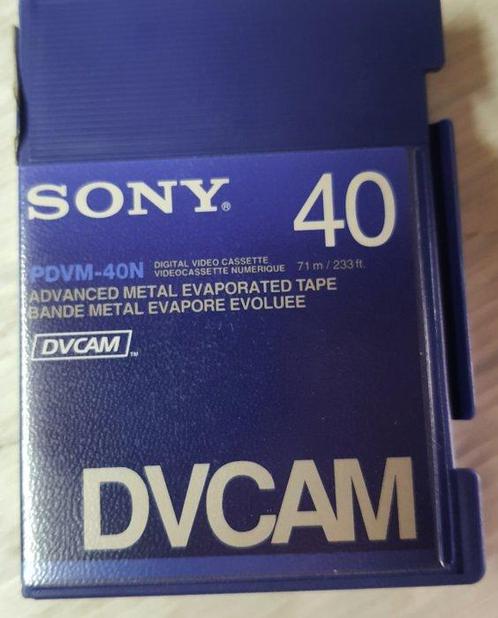 SONY® 40
PDVM-40N DIGITAL VIDEO CASSETTE
VIDEOCASSETTE NUMERIQUE 71 m / 233 ft.
ADVANCED METAL EVAPORATED TAPE
BANDE METAL EVAPORE EVOLUEE
DVCAM™
DVCAM